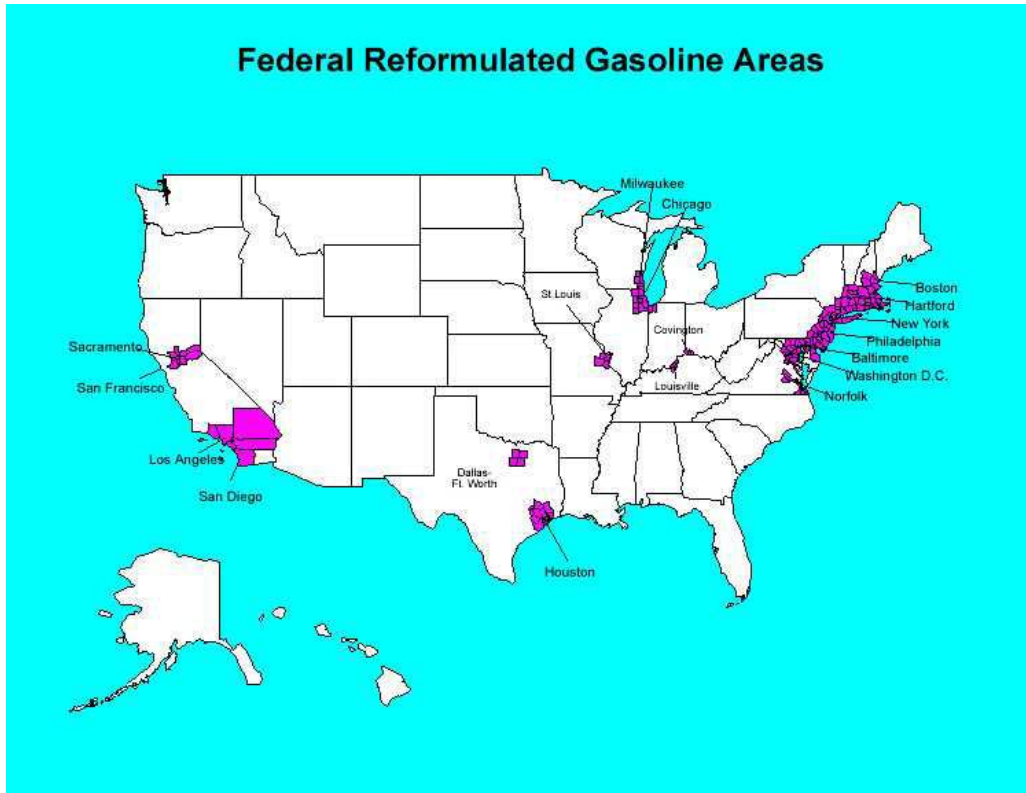 Federal Reformulated Gasoline Areas
Milwaukee
Chicago
St Louis
Covington
Louisville
Boston
Hartford
New York
Philadelphia
Baltimore
Washington D.C.
Norfolk
Sacramento
San Francisco
Los Angeles
San Diego
Dallas-
Ft. Worth
Houston